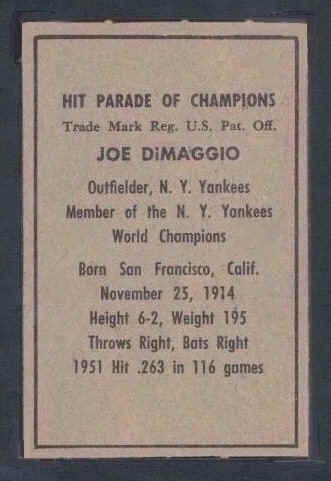 HIT PARADE OF CHAMPIONS
Trade Mark Reg. U.S. Pat. Off.
JOE DiMAGGIO
Outfielder, N. Y. Yankees
Member of the N. Y. Yankees
World Champions
Born San Francisco, Calif.
November 25, 1914
Height 6-2, Weight 195
Throws Right, Bats Right
1951 Hit .263 in 116 games